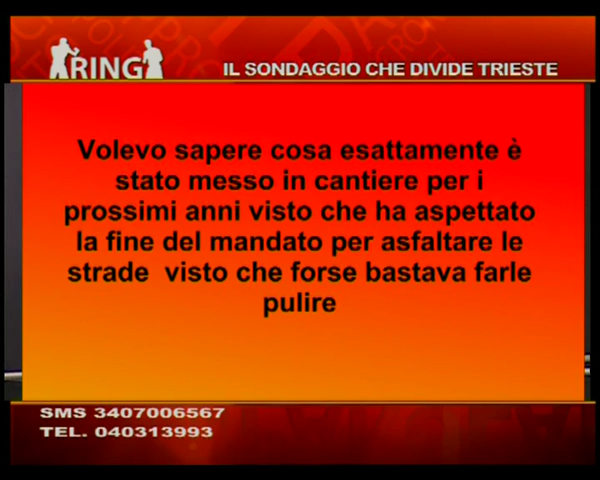 RING
IL SONDAGGIO CHE DIVIDE TRIESTE
Volevo sapere cosa esattamente è
stato messo in cantiere per i
prossimi anni visto che ha aspettato
la fine del mandato per asfaltare le
strade  visto che forse bastava farle
pulire
SMS 3407006567
TEL. 040313993